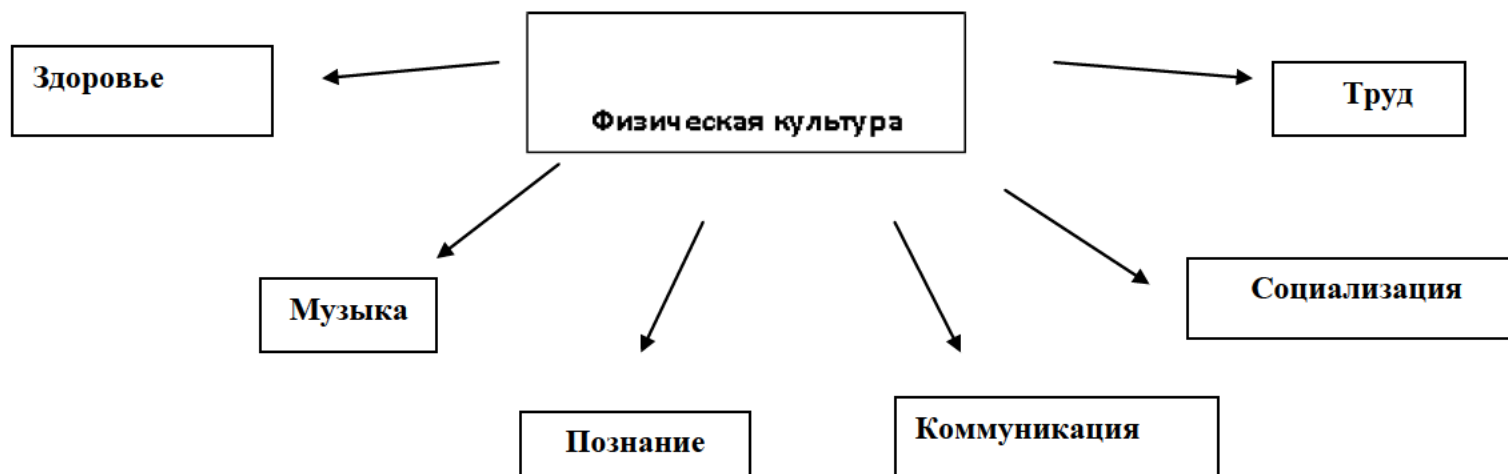 Физическая культура
Здоровье
Труд
Музыка
Социализация
Познание
Коммуникация